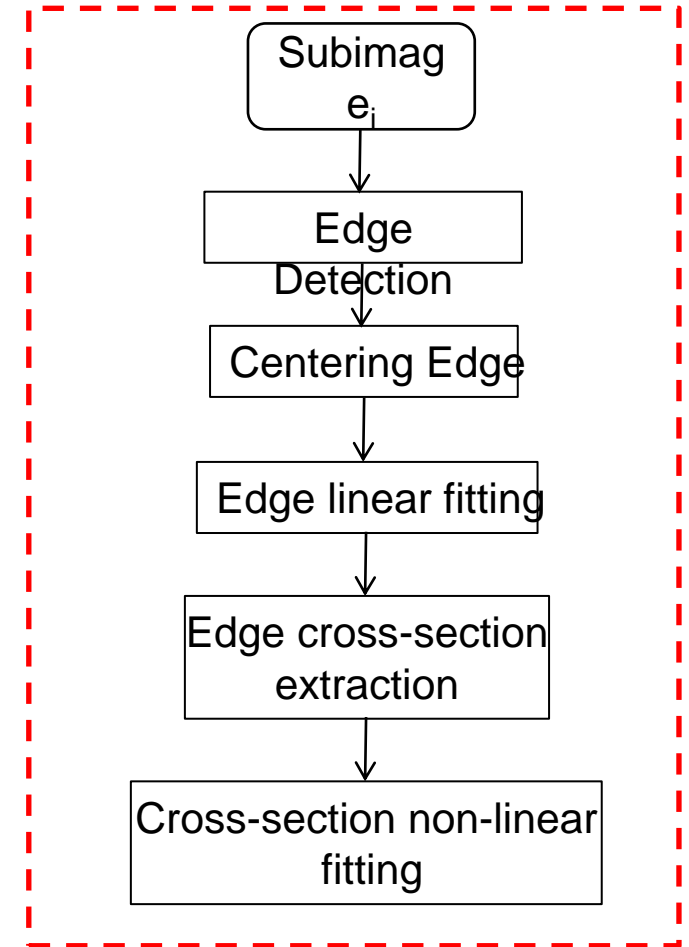 Subimag
eᵢ
Edge
Detection
Centering Edge
Edge linear fitting
Edge cross-section
extraction
Cross-section non-linear
fitting